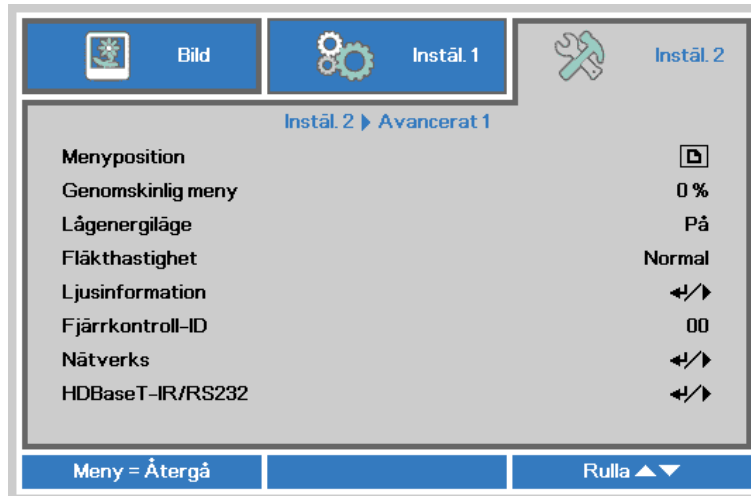 Bild
Instäl. 1
Instäl. 2
Instäl. 2 Avancerat 1
Menyposition
Genomskinlig meny 0 %
Lågenergiläge På
Fläkthastighet Normal
Ljusinformation /
Fjärrkontroll-ID 00
Nätverks /
HDBaseT-IR/RS232 /
Meny = Återgå
Rulla